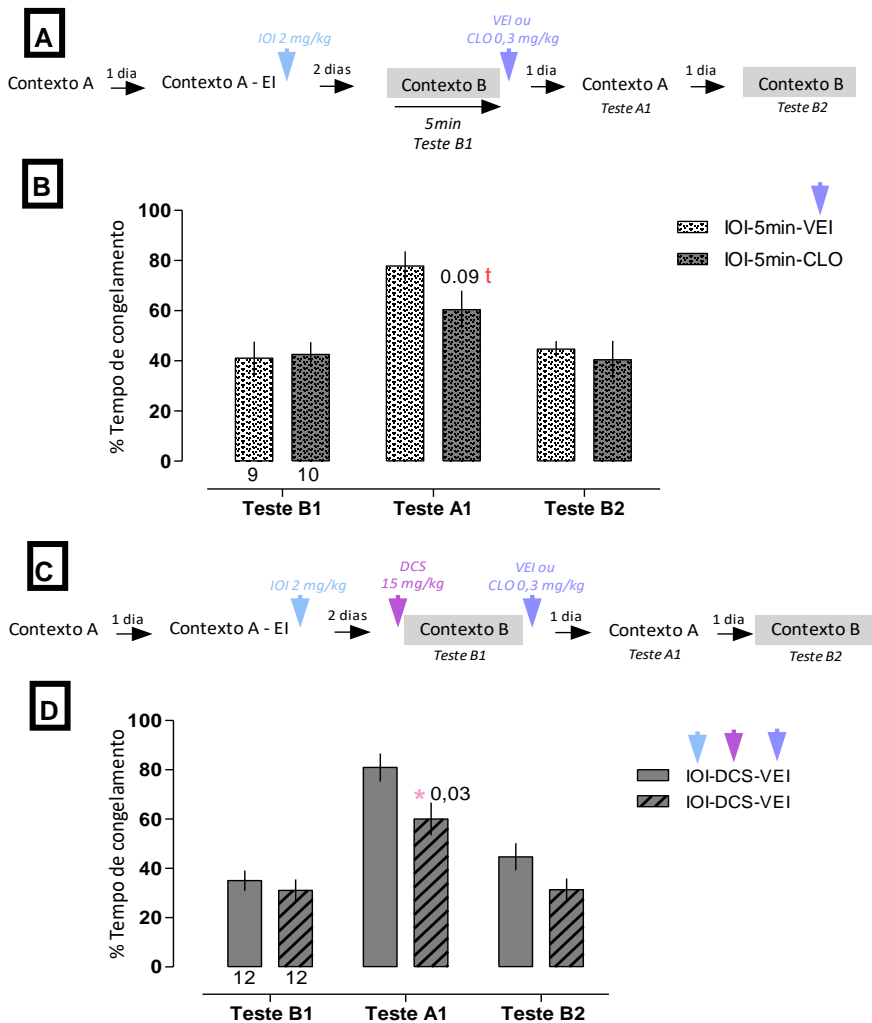 A
IOI 2 mg/kg
VEI ou
CLO 0,3 mg/kg
Contexto A
1 dia
Contexto A - EI
2 dias
Contexto B
1 dia
Contexto A
1 dia
Contexto B
Teste A1
Teste B2
5min
Teste B1
B
% Tempo de congelamento
100
80
60
40
20
0
0.09 t
IOI-5min-VEI
IOI-5min-CLO
9
10
Teste B1
Teste A1
Teste B2
C
IOI 2 mg/kg
DCS
15 mg/kg
VEI ou
CLO 0,3 mg/kg
Contexto A
1 dia
Contexto A - EI
2 dias
Contexto B
1 dia
Contexto A
1 dia
Contexto B
Teste B1
Teste A1
Teste B2
D
% Tempo de congelamento
100
80
60
40
20
0
* 0,03
IOI-DCS-VEI
IOI-DCS-VEI
12
12
Teste B1
Teste A1
Teste B2